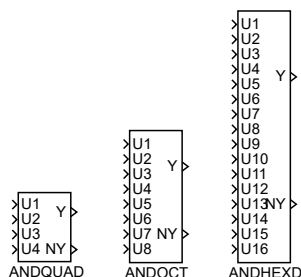 U1
U2
U3
U4
Y
NY
ANDQUAD
U1
U2
U3
U4
U5
U6
U7
U8
Y
NY
ANDOCT
U1
U2
U3
U4
U5
U6
U7
U8
U9
U10
U11
U12
U13
U14
U15
U16
Y
NY
ANDHEXD